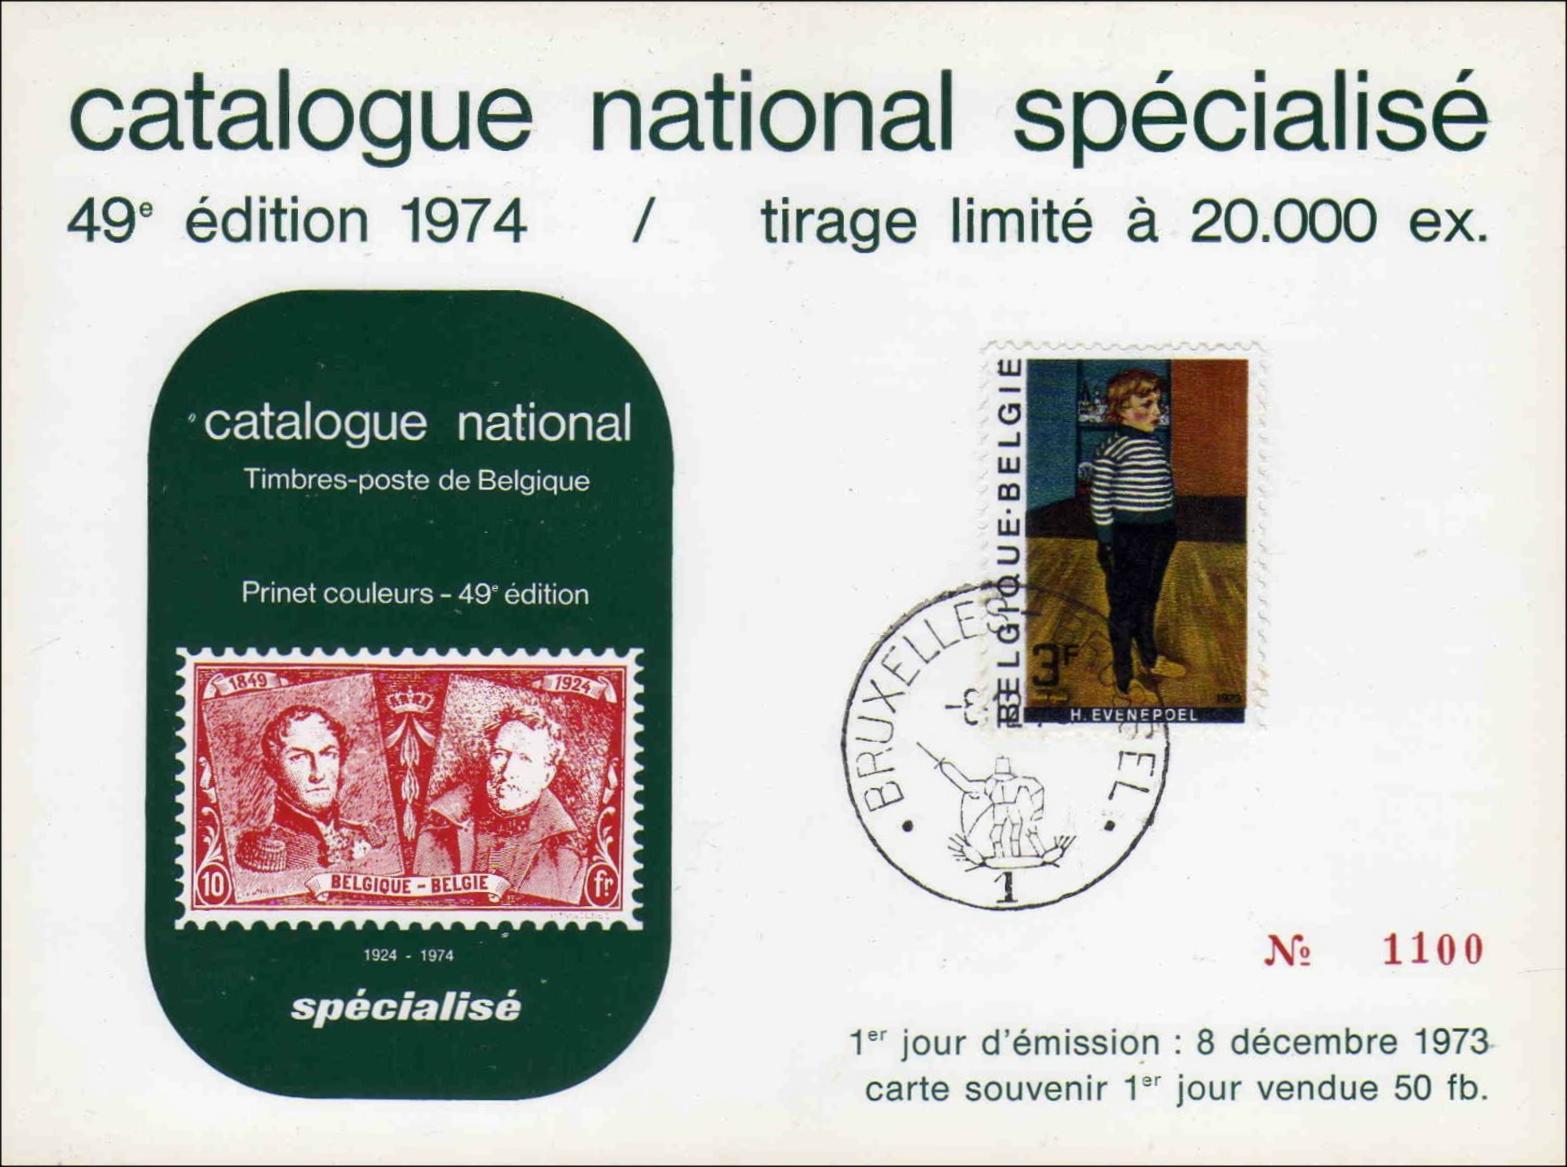 catalogue national spécialisé
49e édition 1974 / tirage limité à 20.000 ex.
catalogue national
Timbres-poste de Belgique
Prinet couleurs – 49e édition
1849 1924
10 BELGIQUE – BELGIE fr
1924 - 1974
spécialisé
BELGIQUE·BELGIË
3F
1973
H. EVENEPOEL
BRUXELLES
1
№ 1100
1er jour d'émission : 8 décembre 1973
carte souvenir 1er jour vendue 50 fb.